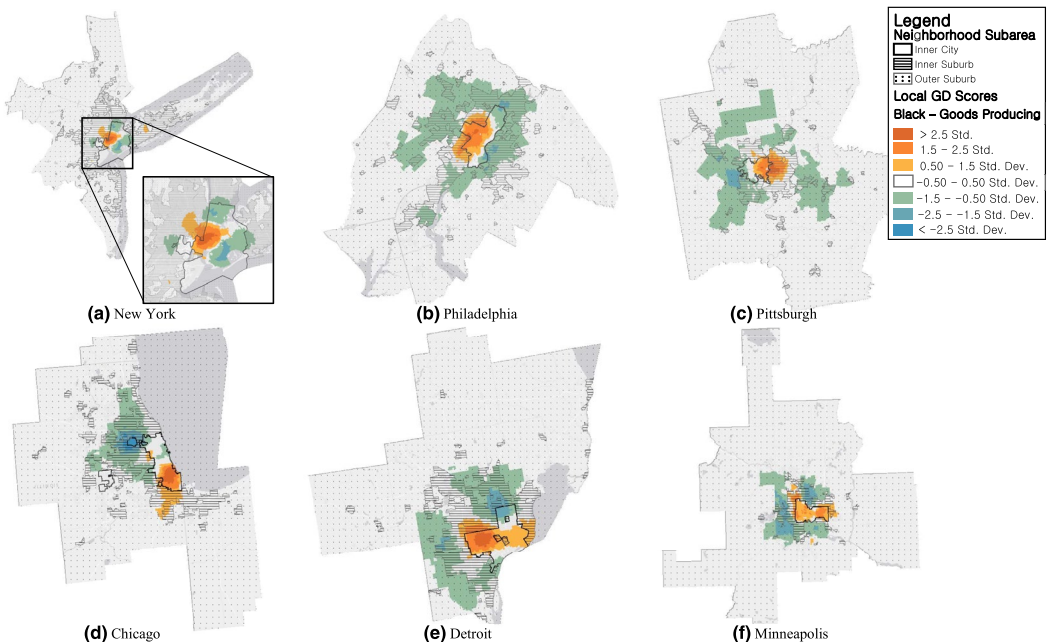 Legend
Neighborhood Subarea
Inner City
Inner Suburb
Outer Suburb
Local GD Scores
Black – Goods Producing
> 2.5 Std.
1.5 – 2.5 Std.
0.50 – 1.5 Std. Dev.
-0.50 – 0.50 Std. Dev.
-1.5 – -0.50 Std. Dev.
-2.5 – -1.5 Std. Dev.
< -2.5 Std. Dev.
(a) New York
(b) Philadelphia
(c) Pittsburgh
(d) Chicago
(e) Detroit
(f) Minneapolis